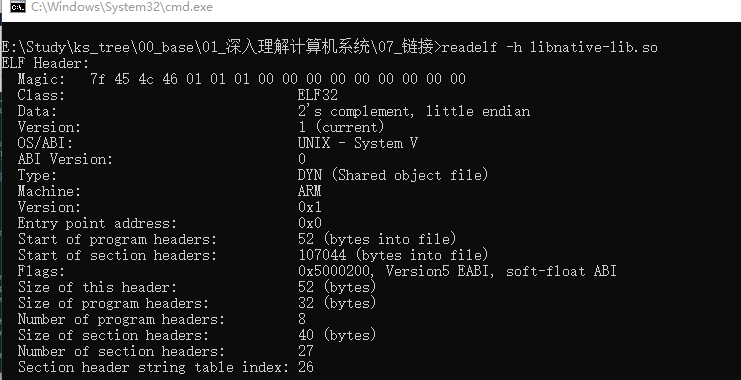 C:\Windows\System32\cmd.exe
E:\Study\ks_tree\00_base\01_深入理解计算机系统\07_链接>readelf -h libnative-lib.so
ELF Header:
  Magic:   7f 45 4c 46 01 01 01 00 00 00 00 00 00 00 00 00
  Class:                             ELF32
  Data:                              2's complement, little endian
  Version:                           1 (current)
  OS/ABI:                            UNIX - System V
  ABI Version:                       0
  Type:                              DYN (Shared object file)
  Machine:                           ARM
  Version:                           0x1
  Entry point address:               0x0
  Start of program headers:          52 (bytes into file)
  Start of section headers:          107044 (bytes into file)
  Flags:                             0x5000200, Version5 EABI, soft-float ABI
  Size of this header:               52 (bytes)
  Size of program headers:           32 (bytes)
  Number of program headers:         8
  Size of section headers:           40 (bytes)
  Number of section headers:         27
  Section header string table index: 26